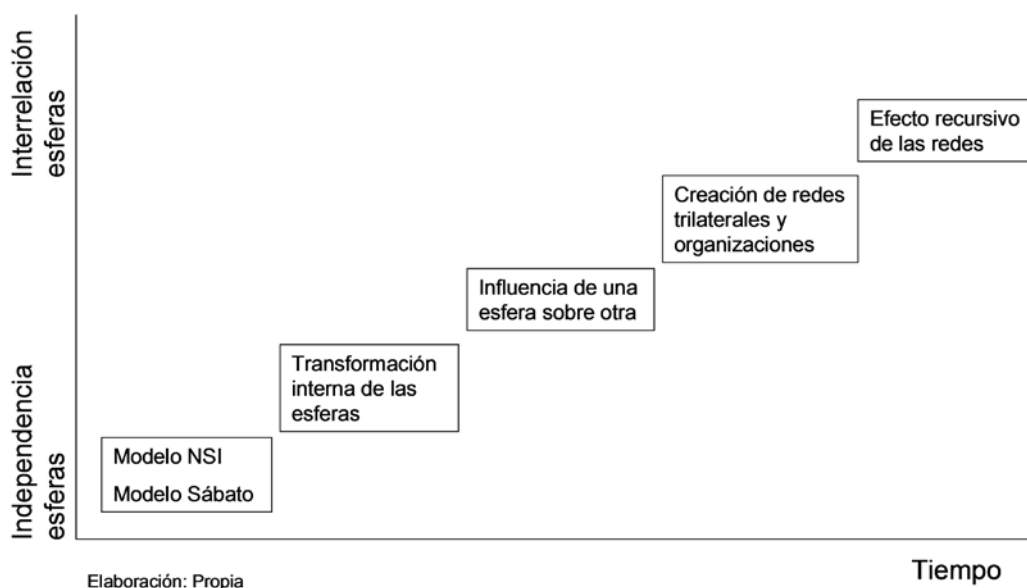 Interrelación
esferas
Efecto recursivo
de las redes
Creación de redes
trilaterales y
organizaciones
Influencia de una
esfera sobre otra
Transformación
interna de las
esferas
Independencia
esferas
Modelo NSI
Modelo Sábato
Tiempo
Elaboración: Propia